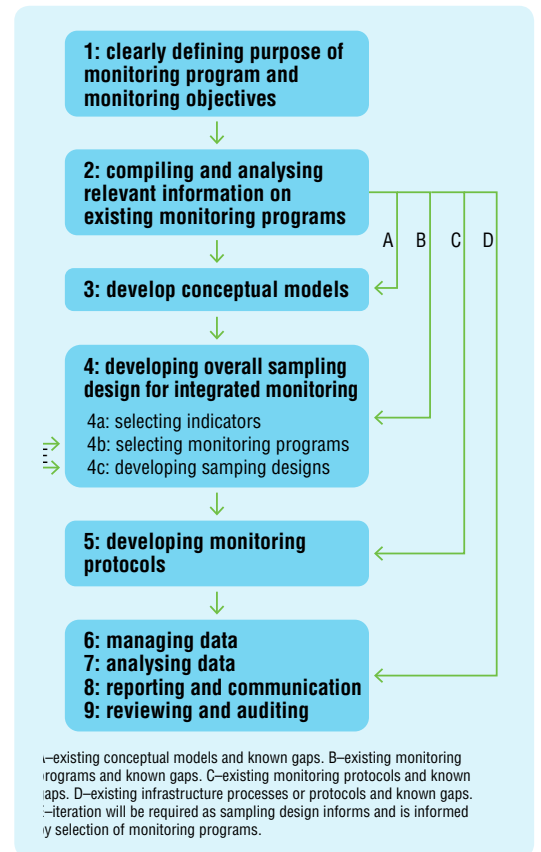 1: clearly defining purpose of
monitoring program and
monitoring objectives
2: compiling and analysing
relevant information on
existing monitoring programs
A B C D
3: develop conceptual models
4: developing overall sampling
design for integrated monitoring
4a: selecting indicators
4b: selecting monitoring programs
4c: developing samping designs
5: developing monitoring
protocols
6: managing data
7: analysing data
8: reporting and communication
9: reviewing and auditing
–existing conceptual models and known gaps. B–existing monitoring
and known gaps. C–existing monitoring protocols and known
D–existing infrastructure processes or protocols and known gaps.
–iteration will be required as sampling design informs and is informed
selection of monitoring programs.